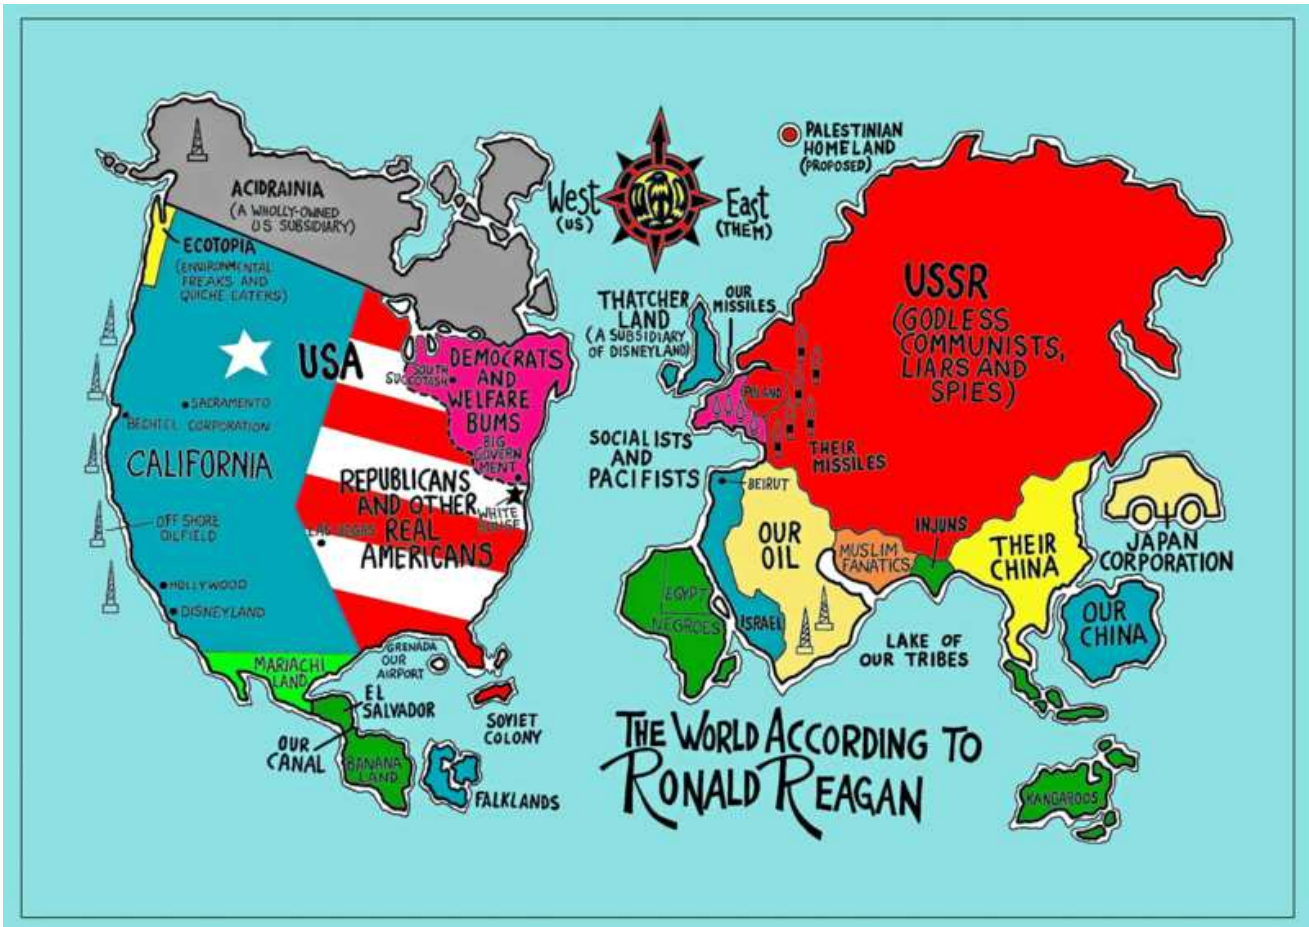 ACIDRAINIA
(A WHOLLY-OWNED
US SUBSIDIARY)
ECOTOPIA
(ENVIRONMENTAL
FREAKS AND
QUICHE EATERS)
USA
SACRAMENTO
BECHTEL CORPORATION
CALIFORNIA
OFF SHORE
OILFIELD
HOLLYWOOD
DISNEYLAND
SOUTH
SUCCOTASH
DEMOCRATS
AND
WELFARE
BUMS
BIG
GOVERN
MENT
REPUBLICANS
AND OTHER
REAL
AMERICANS
WHITE
HOUSE
LAS VEGAS
MARIACHI
LAND
GRENADA
OUR
AIRPORT
EL
SALVADOR
SOVIET
COLONY
OUR
CANAL
BANANA
LAND
FALKLANDS
West
(US)
East
(THEM)
PALESTINIAN
HOMELAND
(PROPOSED)
THATCHER
LAND
(A SUBSIDIARY
OF DISNEYLAND)
OUR
MISSILES
USSR
(GODLESS
COMMUNISTS,
LIARS AND
SPIES)
POLAND
THEIR
MISSILES
SOCIALISTS
AND
PACIFISTS
BEIRUT
OUR
OIL
MUSLIM
FANATICS
INJUNS
THEIR
CHINA
JAPAN
CORPORATION
EGYPT
NEGROES
ISRAEL
LAKE OF
OUR TRIBES
OUR
CHINA
KANGAROOS
THE WORLD ACCORDING TO
RONALD REAGAN